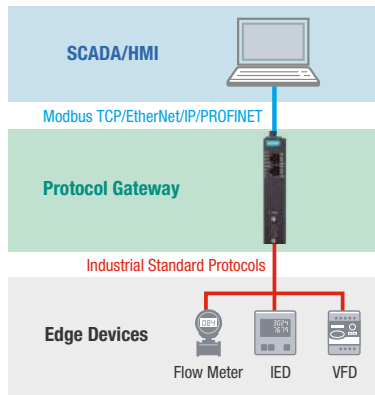 SCADA/HMI
Modbus TCP/EtherNet/IP/PROFINET
Protocol Gateway
Industrial Standard Protocols
Edge Devices
Flow Meter IED VFD